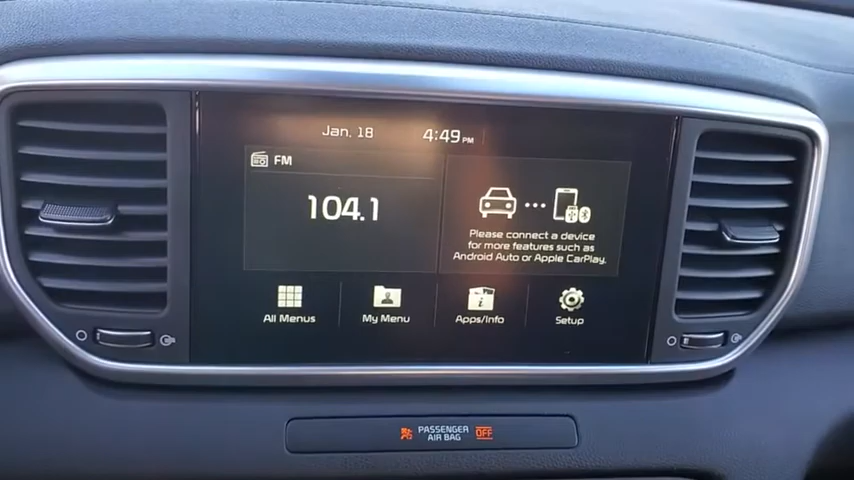 Jan. 18 4:49 PM
FM
104.1
Please connect a device
for more features such as
Android Auto or Apple CarPlay.
All Menus My Menu Apps/Info Setup
PASSENGER
AIR BAG OFF